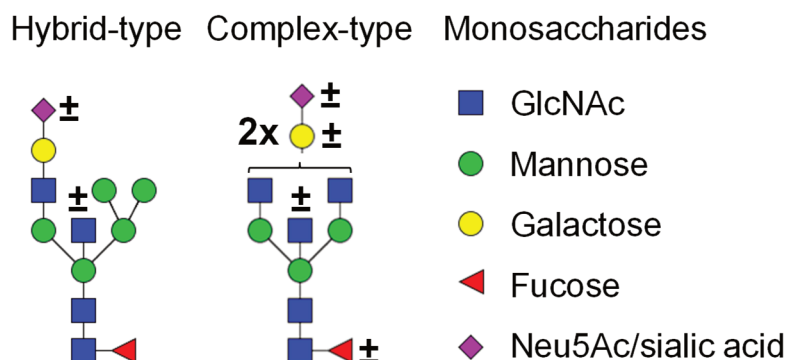 Hybrid-type Complex-type Monosaccharides
±
±
2x ±
± ±
±
GlcNAc
Mannose
Galactose
Fucose
Neu5Ac/sialic acid